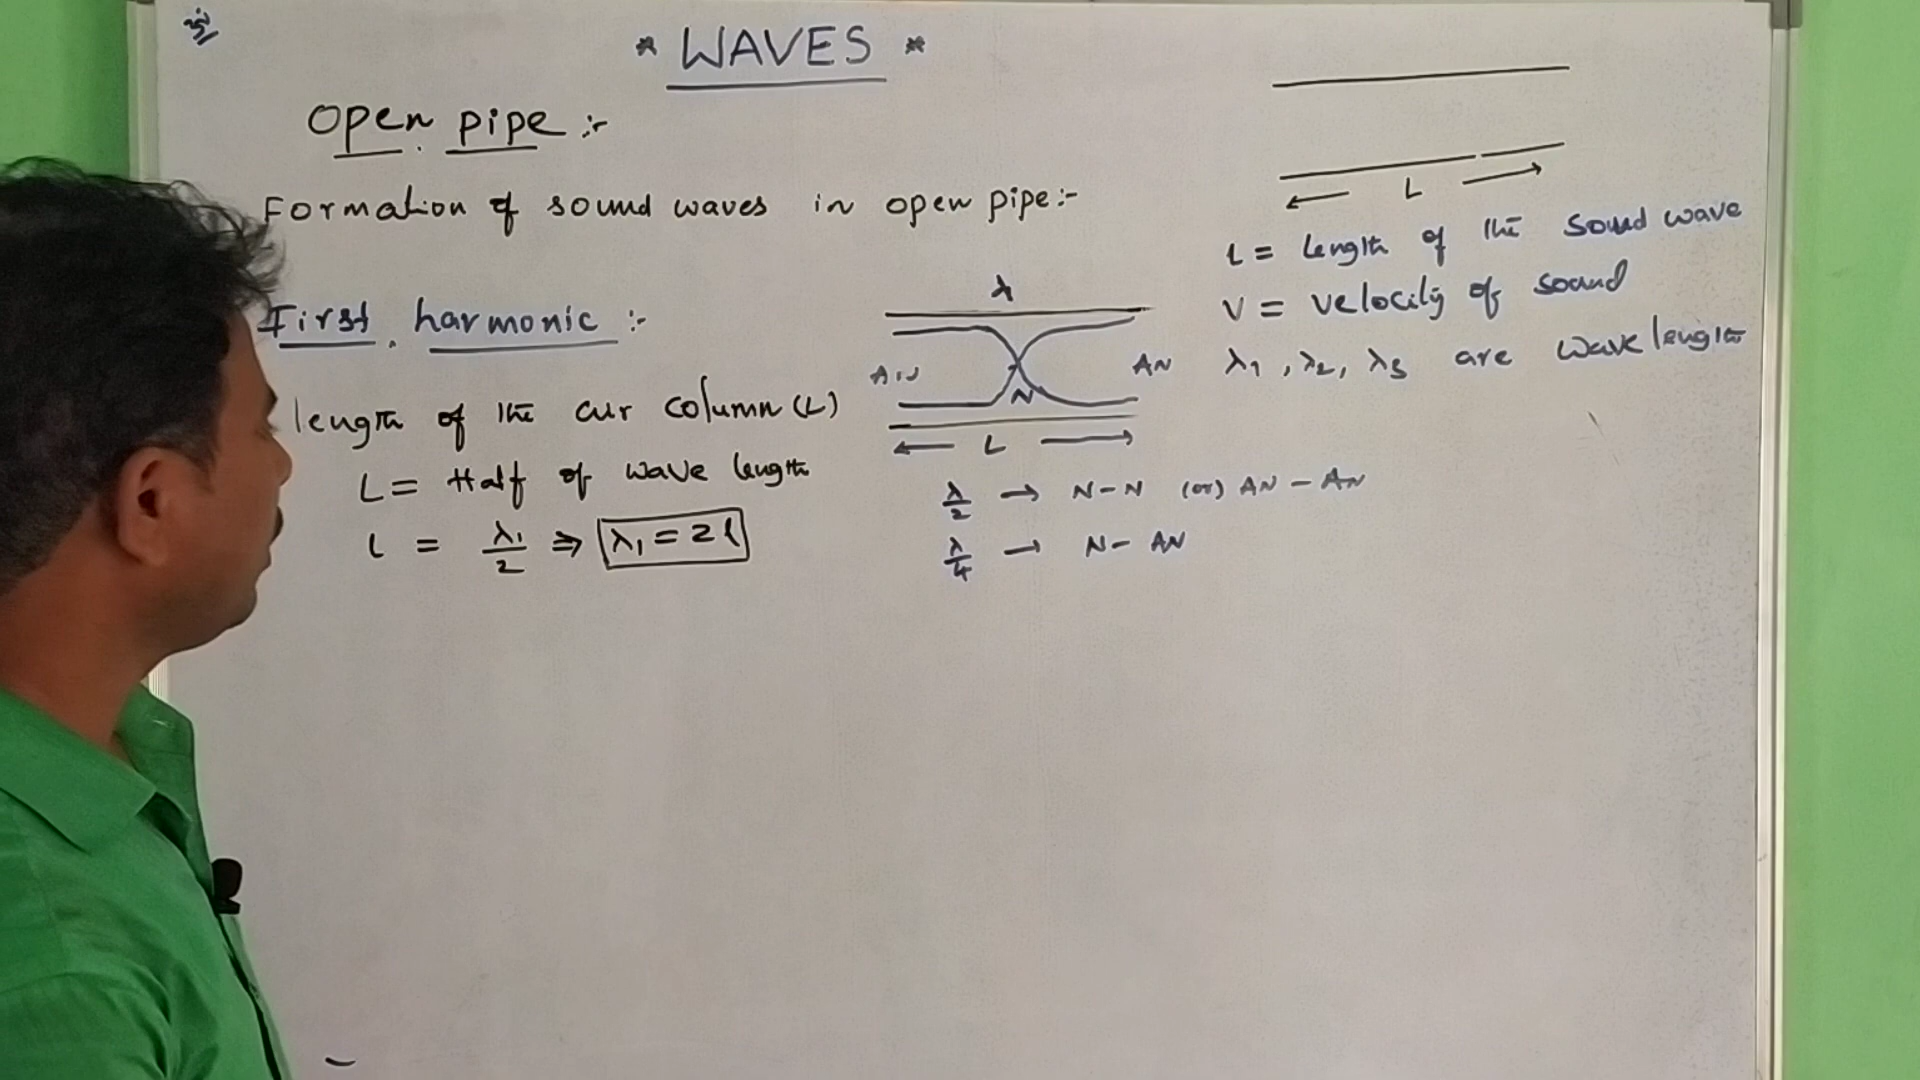 * WAVES *
Open pipe :-
Formation of sound waves in open pipe :-
First harmonic :-
length of the air column (L)
L = Half of wave length
l = λ1/2 ⇒ λ1 = 2l
L
L = Length of the sound wave
V = velocity of sound
λ1, λ2, λ3 are wave lengths
λ
AN AN
N
L
λ/2 → N-N (or) AN-AN
λ/4 → N-AN